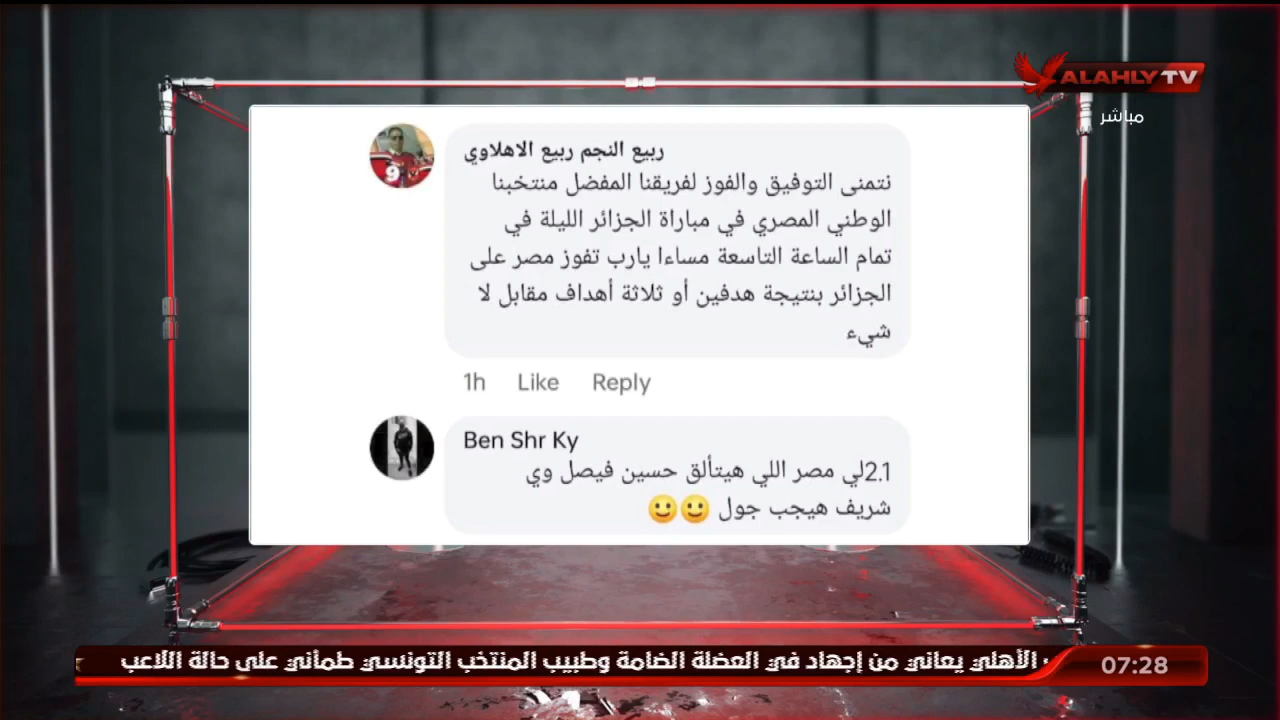 ALAHLY TV
مباشر
ربيع النجم ربيع الاهلاوي
نتمنى التوفيق والفوز لفريقنا المفضل منتخبنا
الوطني المصري في مباراة الجزائر الليلة في
تمام الساعة التاسعة مساءا يارب تفوز مصر على
الجزائر بنتيجة هدفين أو ثلاثة أهداف مقابل لا
شيء
1h Like Reply
Ben Shr Ky
2.1لي مصر اللي هيتألق حسين فيصل وي
شريف هيجب جول 🙂🙂
الأهلي يعاني من إجهاد في العضلة الضامة وطبيب المنتخب التونسي طمأني على حالة اللاعب
07:28